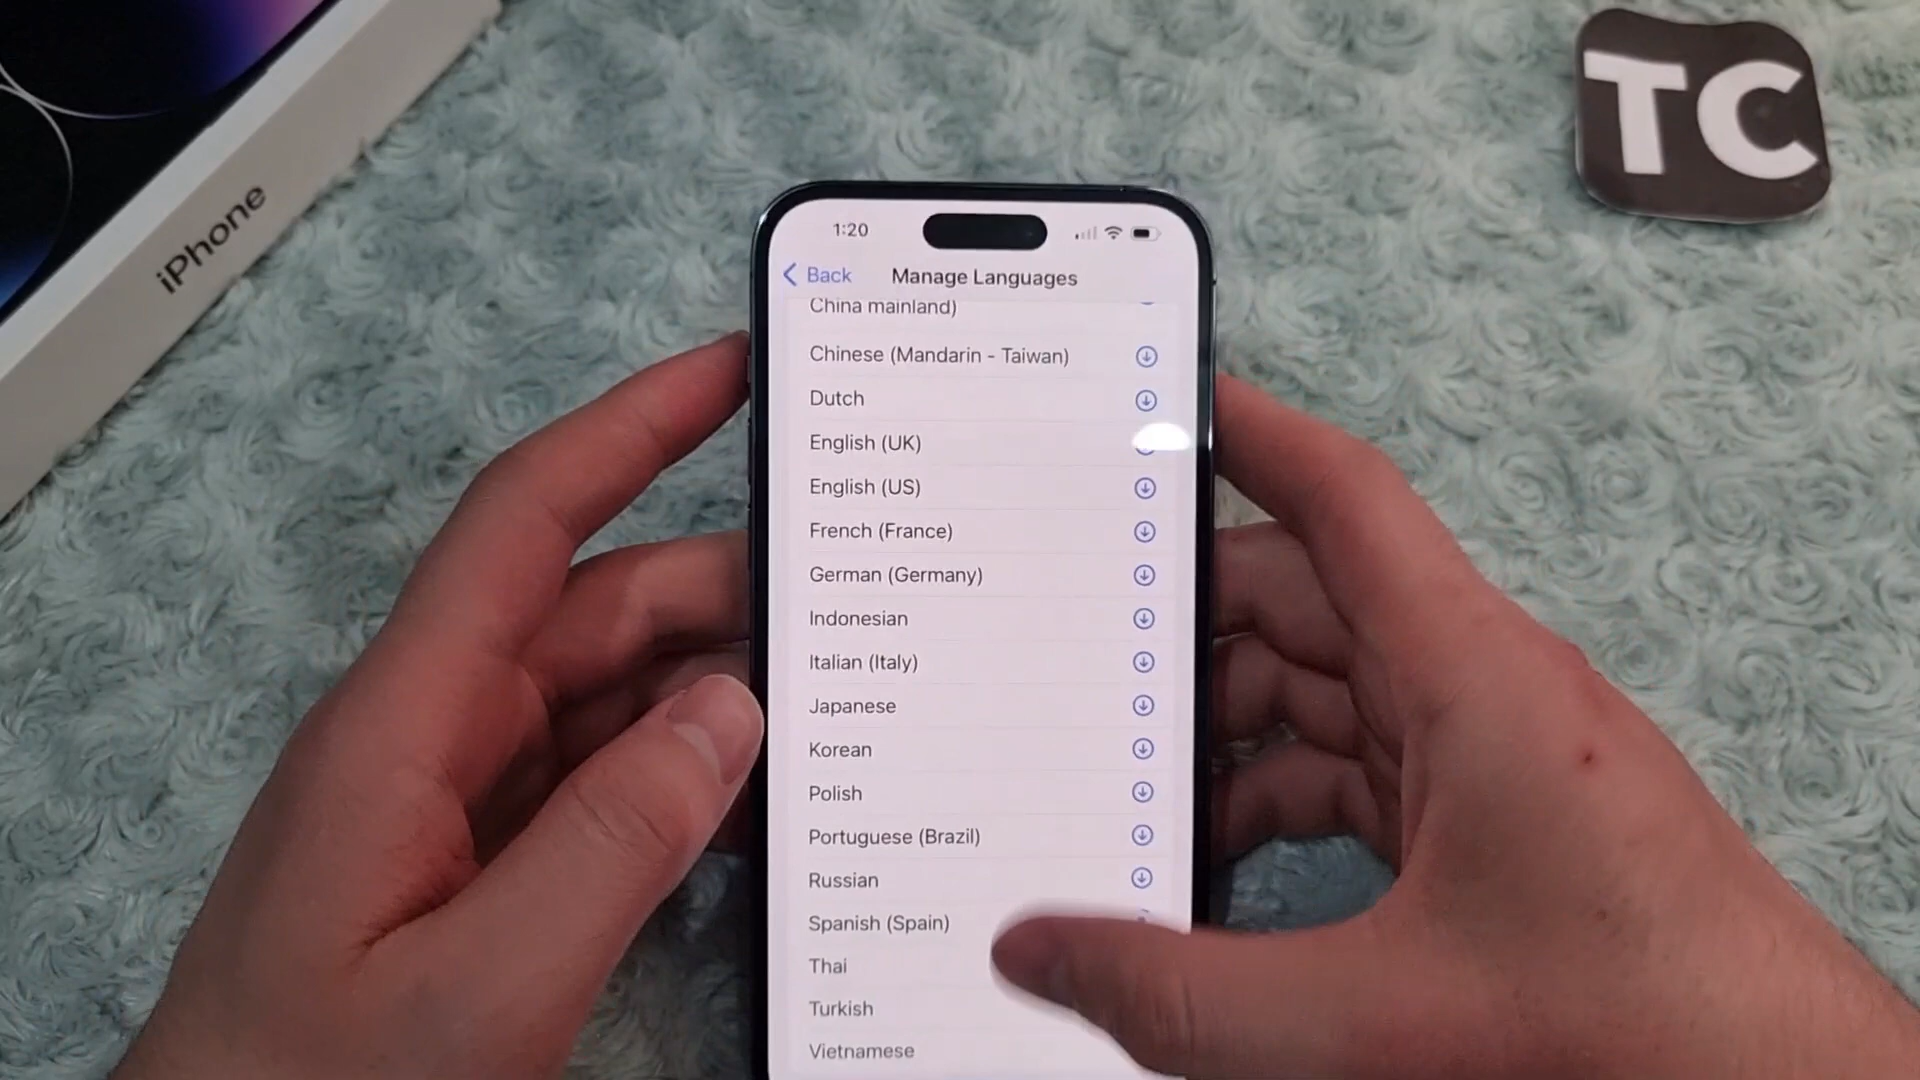 iPhone
TC
1:20
Back
Manage Languages
China mainland)
Chinese (Mandarin - Taiwan)
Dutch
English (UK)
English (US)
French (France)
German (Germany)
Indonesian
Italian (Italy)
Japanese
Korean
Polish
Portuguese (Brazil)
Russian
Spanish (Spain)
Thai
Turkish
Vietnamese